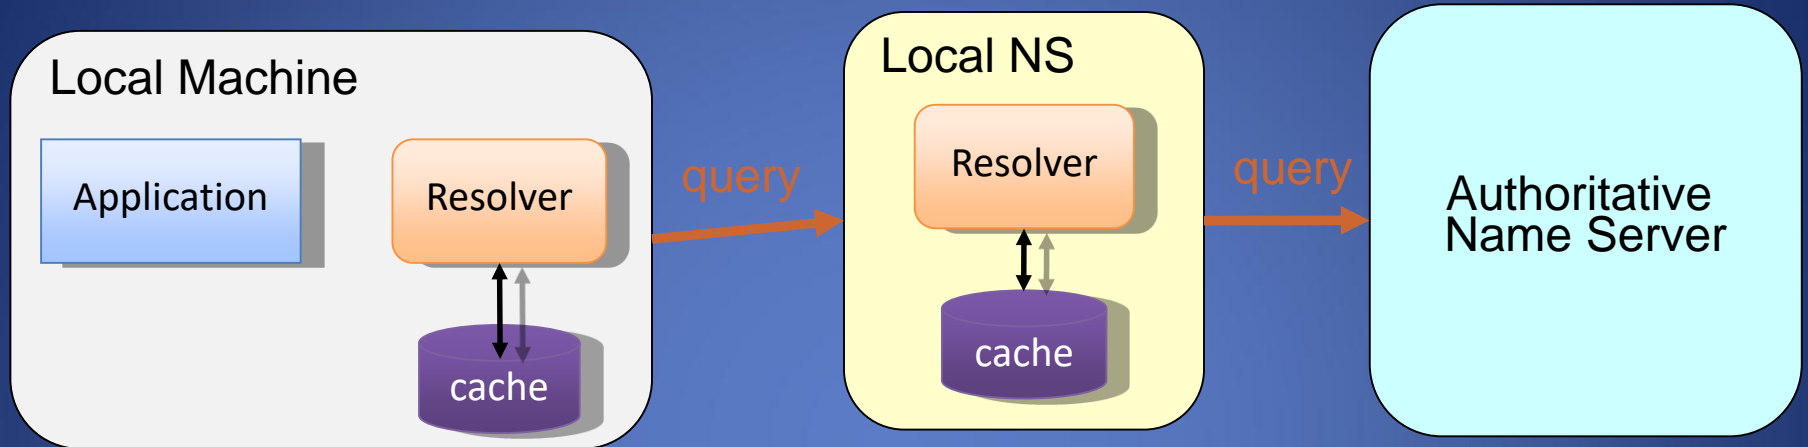 Local Machine
Application
Resolver
cache
query
Local NS
Resolver
cache
query
Authoritative
Name Server